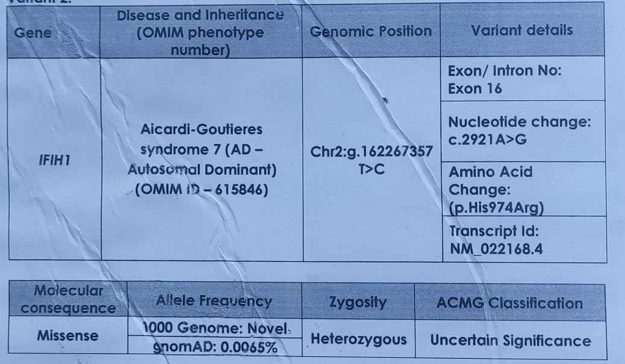 Variant 2:
Gene
Disease and Inheritance
(OMIM phenotype
number)
Genomic Position
Variant details
IFIH1
Aicardi-Goutieres
syndrome 7 (AD –
Autosomal Dominant)
(OMIM ID – 615846)
Chr2:g.162267357
T>C
Exon/ Intron No:
Exon 16
Nucleotide change:
c.2921A>G
Amino Acid
Change:
(p.His974Arg)
Transcript Id:
NM_022168.4
Molecular
consequence
Allele Frequency
Zygosity
ACMG Classification
Missense
1000 Genome: Novel
gnomAD: 0.0065%
Heterozygous
Uncertain Significance